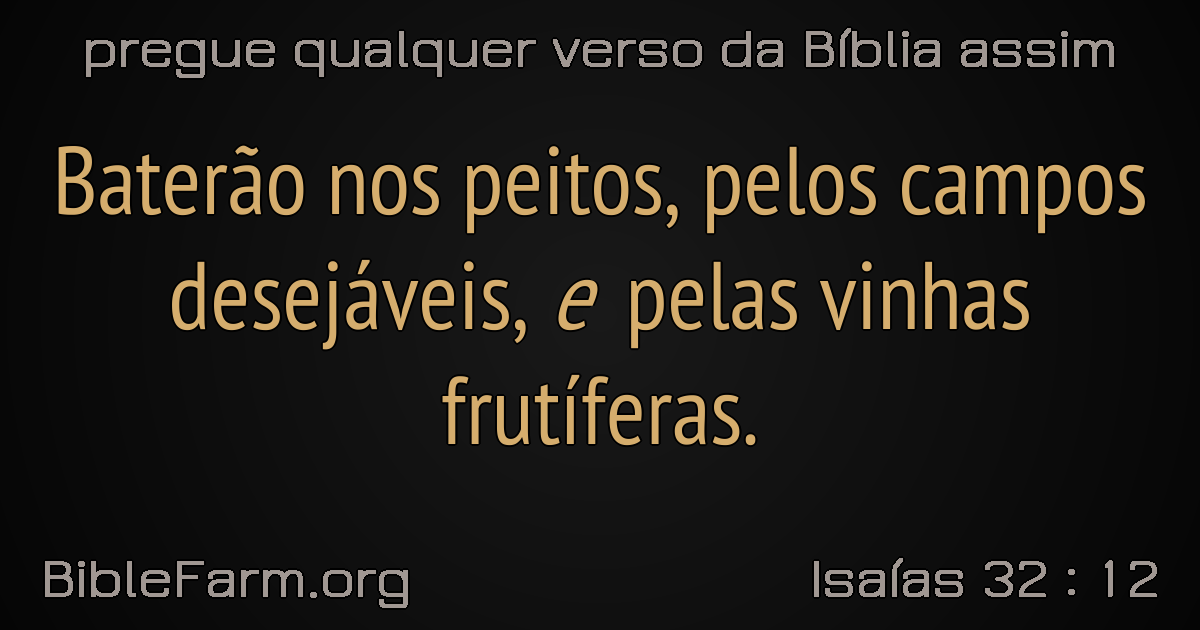 pregue qualquer verso da Bíblia assim
Baterão nos peitos, pelos campos
desejáveis, e pelas vinhas
frutíferas.
BibleFarm.org
Isaías 32 : 12